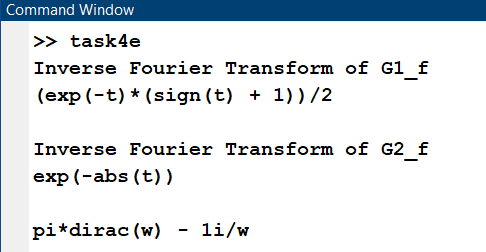 Command Window
>> task4e
Inverse Fourier Transform of G1_f
(exp(-t)*(sign(t) + 1))/2
Inverse Fourier Transform of G2_f
exp(-abs(t))
pi*dirac(w) - 1i/w